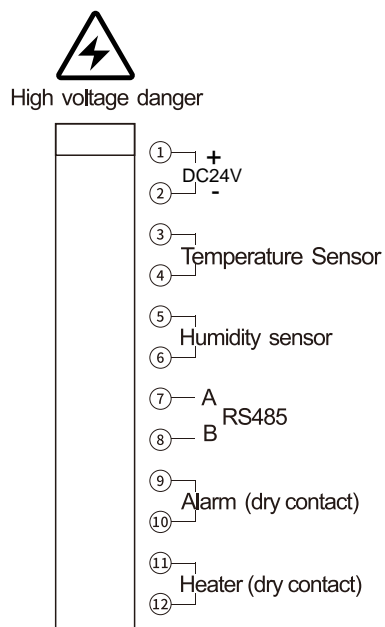 High voltage danger
① +
DC24V
② -
③
Temperature Sensor
④
⑤
Humidity sensor
⑥
⑦ A
RS485
⑧ B
⑨
Alarm (dry contact)
⑩
⑪
Heater (dry contact)
⑫